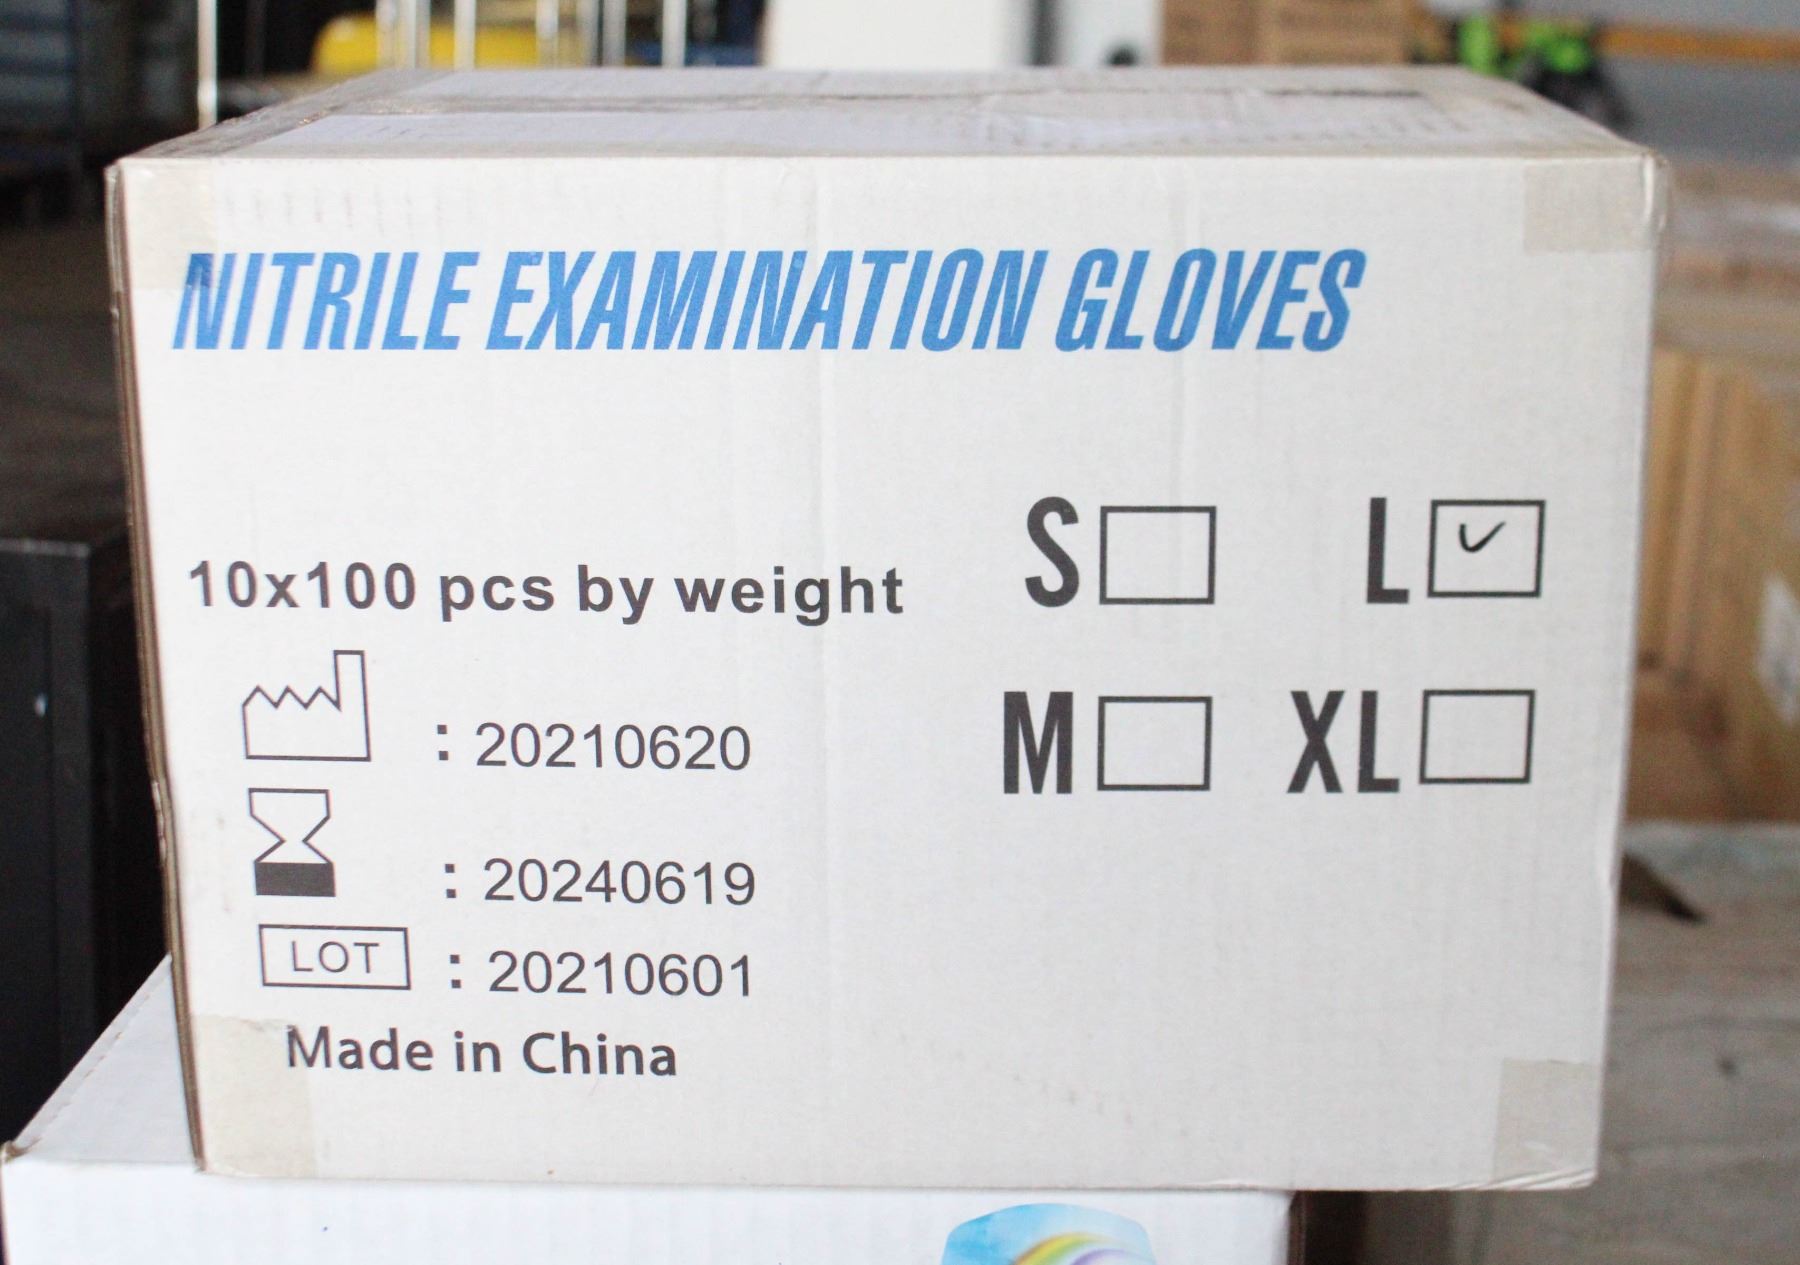 NITRILE EXAMINATION GLOVES
10x100 pcs by weight
S L
M XL
: 20210620
: 20240619
LOT : 20210601
Made in China